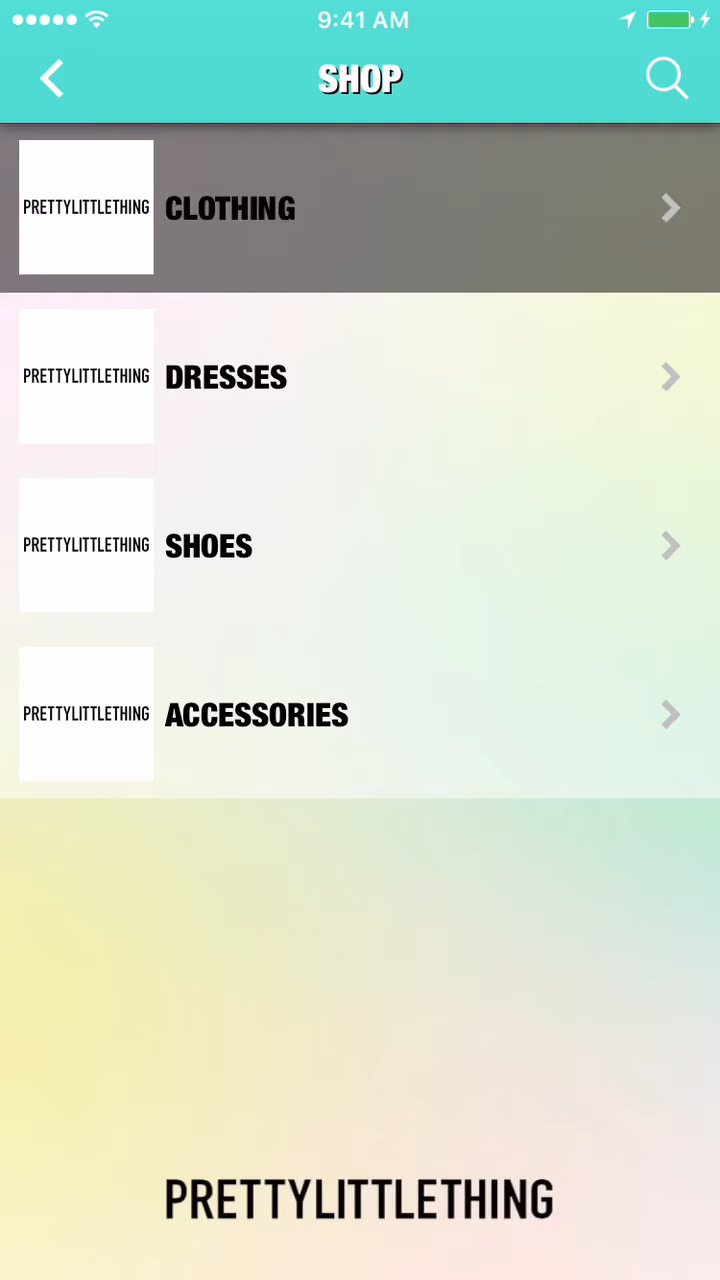 9:41 AM
SHOP
PRETTYLITTLETHING CLOTHING
PRETTYLITTLETHING DRESSES
PRETTYLITTLETHING SHOES
PRETTYLITTLETHING ACCESSORIES
PRETTYLITTLETHING